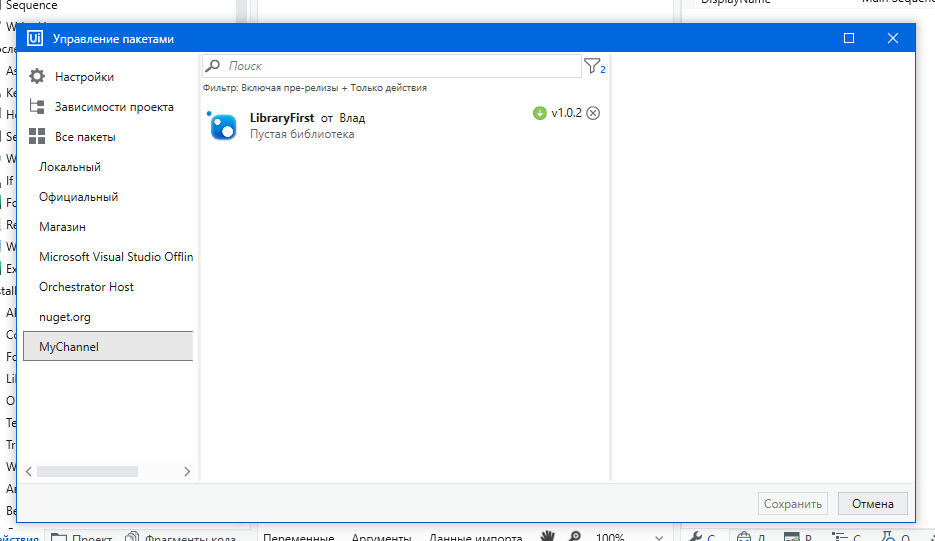 Sequence
DisplayName
Main Sequence
Ui Управление пакетами
Настройки
Зависимости проекта
Все пакеты
Локальный
Официальный
Магазин
Microsoft Visual Studio Offlin
Orchestrator Host
nuget.org
MyChannel
Поиск
2
Фильтр: Включая пре-релизы + Только действия
LibraryFirst от Влад
v1.0.2
Пустая библиотека
If
Сохранить
Отмена
Проект
Фрагменты кода
Переменные
Аргументы
Данные импорта
100%